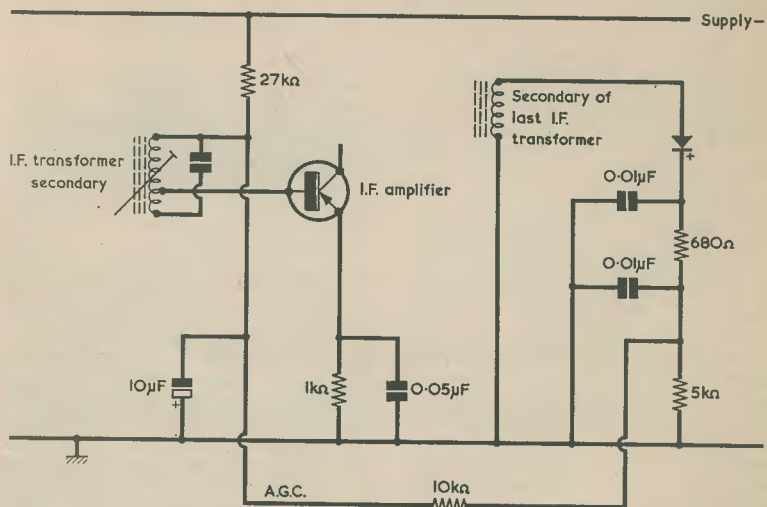 Supply-
27kΩ
Secondary of
last I.F.
transformer
+
I.F. transformer
secondary
I.F. amplifier
0·01μF
680Ω
0·01μF
10μF
+
1kΩ
0·05μF
5kΩ
A.G.C.
10kΩ